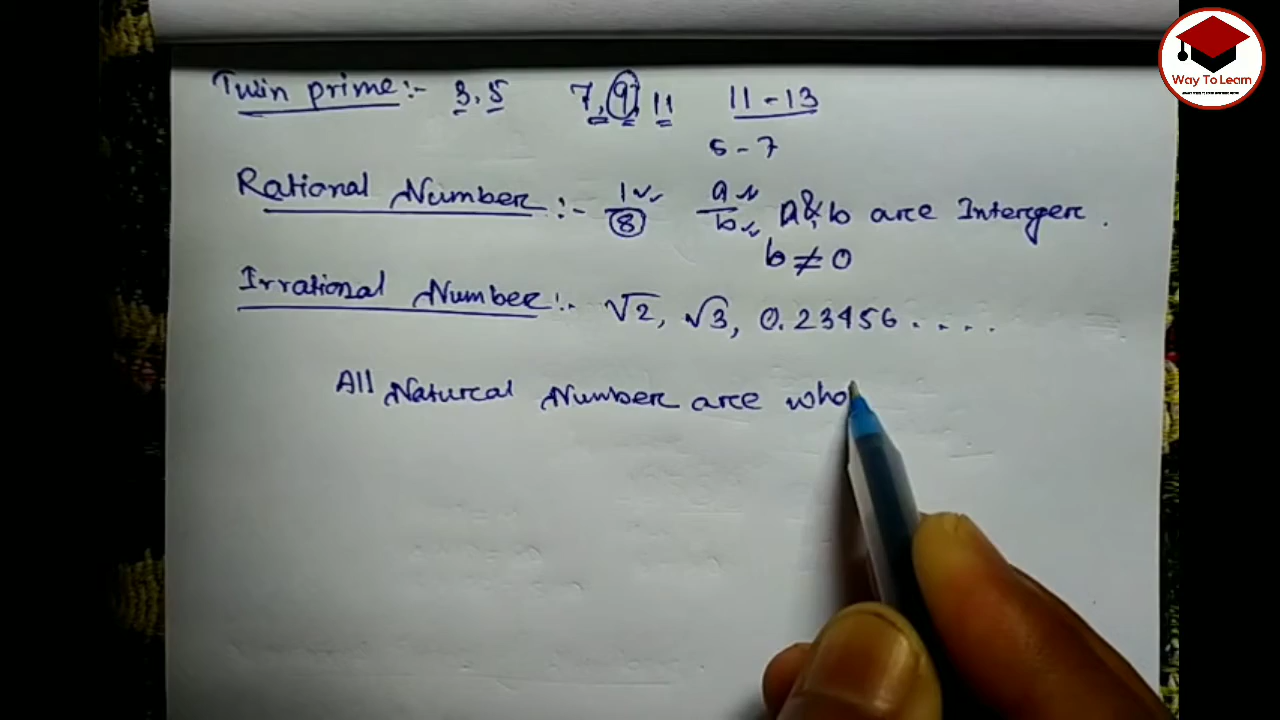 Twin prime :- 3, 5 7, 9, 11 11 - 13
5 - 7
Rational Number :- 1/8 a/b a & b are Interger.
b ≠ 0
Irrational Number :- √2, √3, 0.23456....
All Natural Number are who
Way To Learn